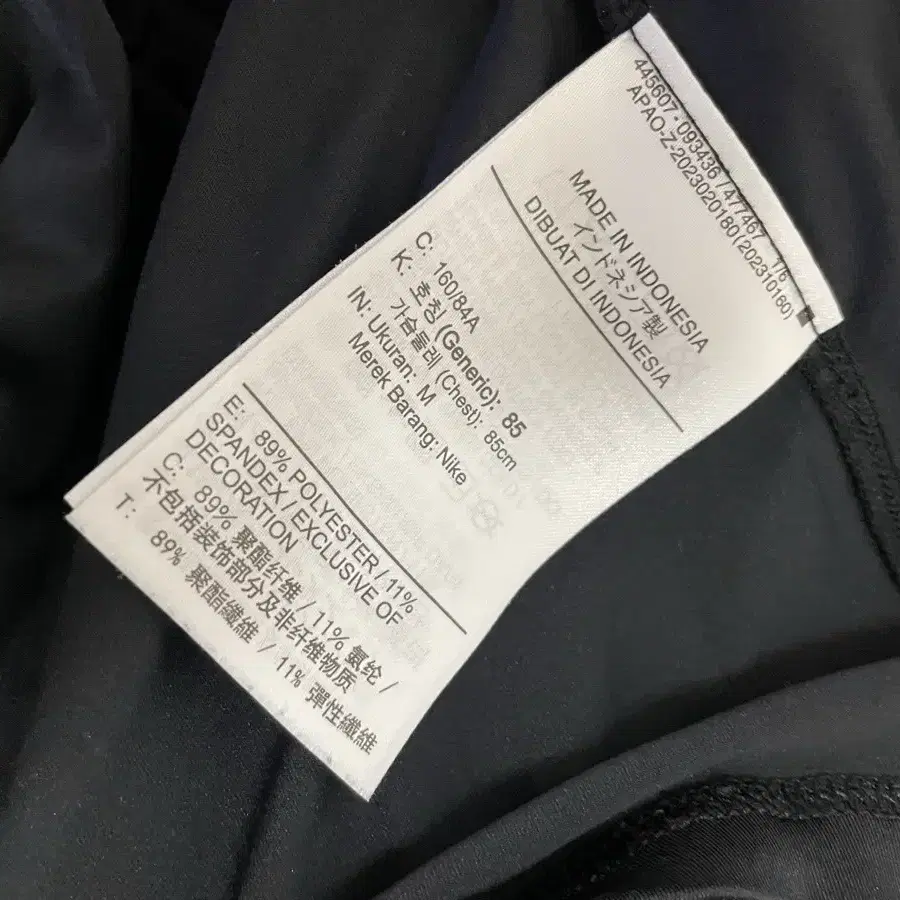 445607・093436 / 477467 1/6
APAO-Z-2023020180(202310160)
MADE IN INDONESIA
インドネシア製
DIBUAT DI INDONESIA
C: 160/84A
K: 호칭 (Generic): 85
가슴둘레 (Chest): 85cm
IN: Ukuran: M
Merek Barang: Nike
E: 89% POLYESTER / 11%
SPANDEX / EXCLUSIVE OF
DECORATION
C: 89% 聚酯纤维 / 11% 氨纶 /
不包括装饰部分及非纤维物质
T: 89% 聚酯纖維 / 11% 彈性纖維